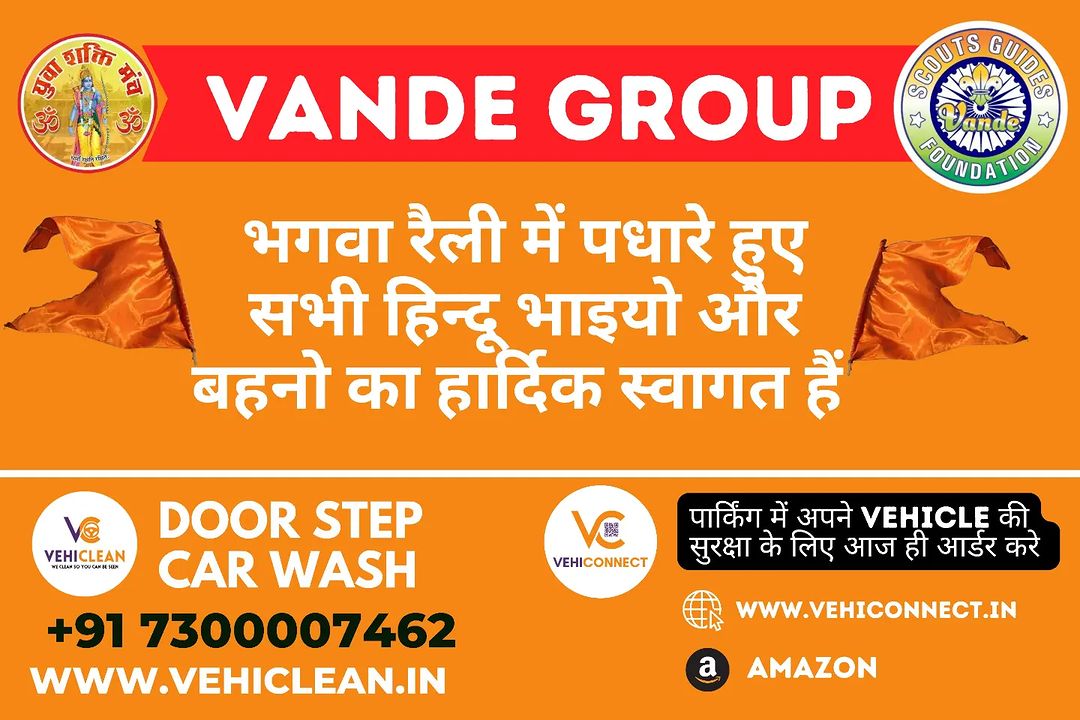 युवा शक्ति मंच
VANDE GROUP
SCOUTS GUIDES
Vande
FOUNDATION
भगवा रैली में पधारे हुए
सभी हिन्दू भाइयो और
बहनो का हार्दिक स्वागत हैं
VC
VEHICLEAN
WE CLEAN SO YOU CAN BE SEEN
DOOR STEP
CAR WASH
+91 7300007462
WWW.VEHICLEAN.IN
VC
VEHICONNECT
पार्किंग में अपने VEHICLE की
सुरक्षा के लिए आज ही आर्डर करे
WWW.VEHICONNECT.IN
a
AMAZON